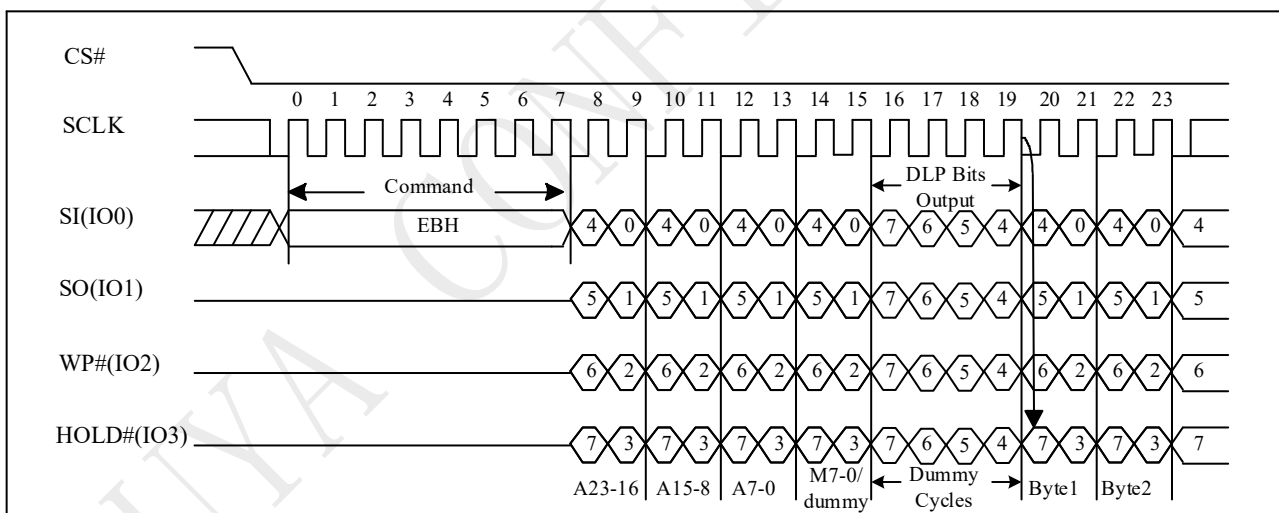 CS#
0 1 2 3 4 5 6 7 8 9 10 11 12 13 14 15 16 17 18 19 20 21 22 23
SCLK
Command
DLP Bits
Output
SI(IO0)
EBH
4 0 4 0 4 0 4 0 7 6 5 4 4 0 4 0 4
SO(IO1)
5 1 5 1 5 1 5 1 7 6 5 4 5 1 5 1 5
WP#(IO2)
6 2 6 2 6 2 6 2 7 6 5 4 6 2 6 2 6
HOLD#(IO3)
7 3 7 3 7 3 7 3 7 6 5 4 7 3 7 3 7
A23-16 A15-8 A7-0 M7-0/
dummy
Dummy
Cycles
Byte1 Byte2